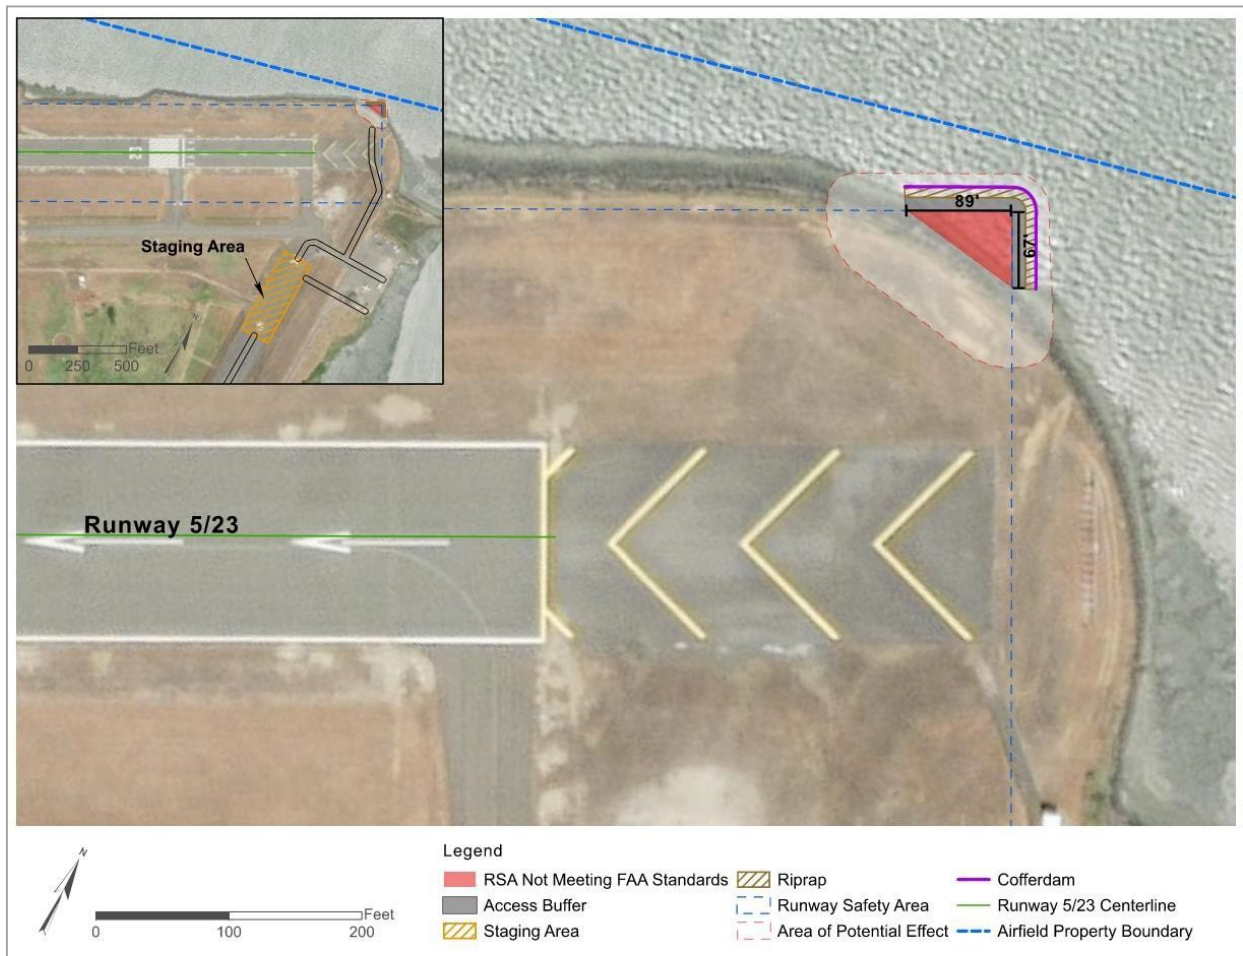 23
Staging Area
N
Feet
0 250 500
89'
67'
Runway 5/23
N
Feet
0 100 200
Legend
RSA Not Meeting FAA Standards
Riprap
Cofferdam
Access Buffer
Runway Safety Area
Runway 5/23 Centerline
Staging Area
Area of Potential Effect
Airfield Property Boundary